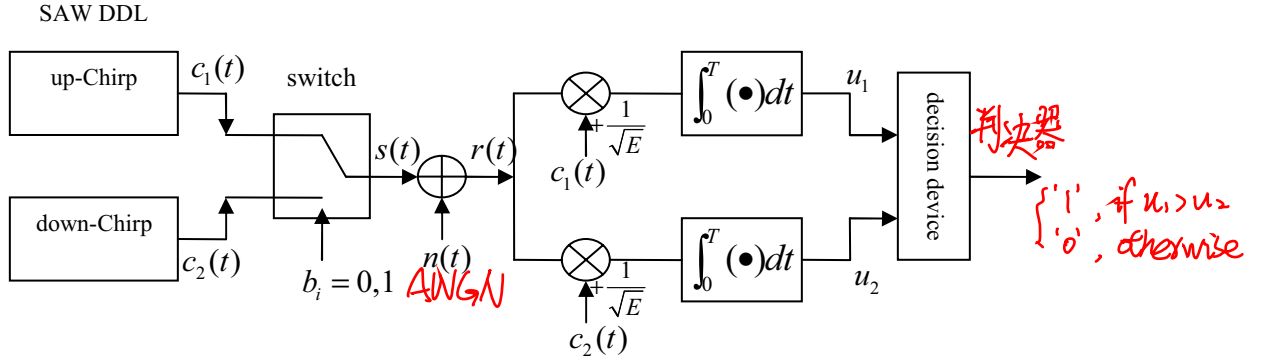 SAW DDL
up-Chirp
c₁(t)
switch
down-Chirp
c₂(t)
bᵢ = 0,1
s(t)
n(t)
AWGN
r(t)
c₁(t)
+ 1/√E
∫₀ᵀ (•)dt
u₁
c₂(t)
+ 1/√E
∫₀ᵀ (•)dt
u₂
decision device
判决器
{ '1', if u₁>u₂
'0', otherwise